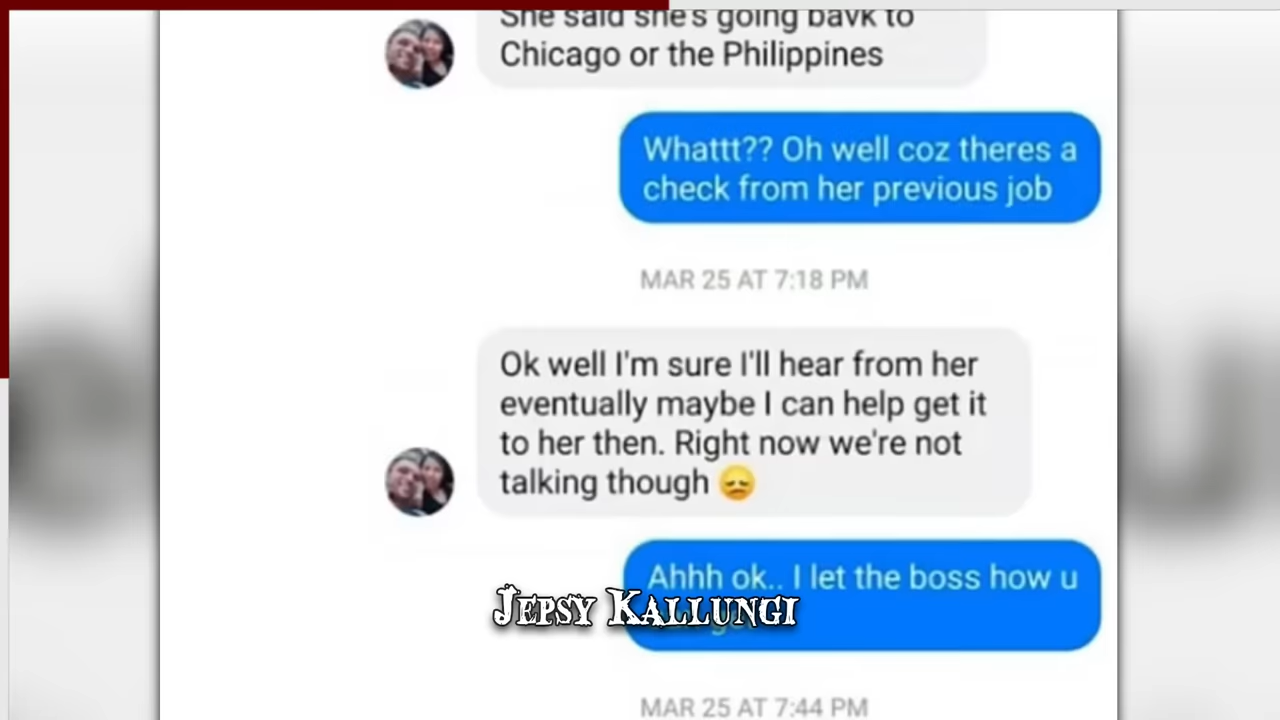 She said she's going bavk to
Chicago or the Philippines
Whattt?? Oh well coz theres a
check from her previous job
MAR 25 AT 7:18 PM
Ok well I'm sure I'll hear from her
eventually maybe I can help get it
to her then. Right now we're not
talking though 😞
Ahhh ok.. I let the boss how u
JEPSY KALLUNGI
MAR 25 AT 7:44 PM